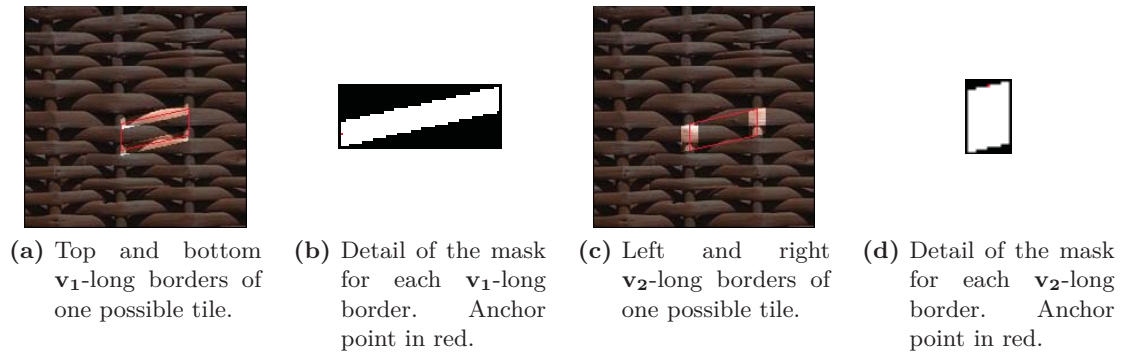 (a) Top and bottom
v1-long borders of
one possible tile.
(b) Detail of the mask
for each v1-long
border. Anchor
point in red.
(c) Left and right
v2-long borders of
one possible tile.
(d) Detail of the mask
for each v2-long
border. Anchor
point in red.